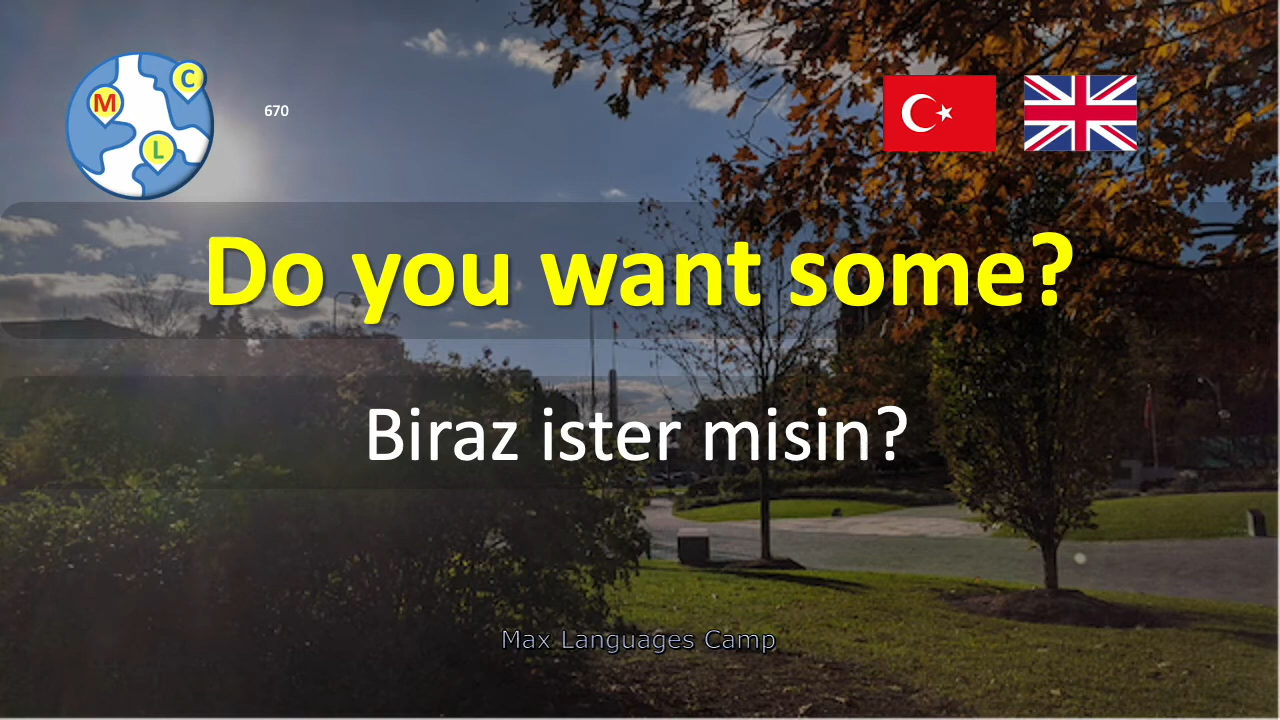 C
M
L
670
Do you want some?
Biraz ister misin?
Max Languages Camp